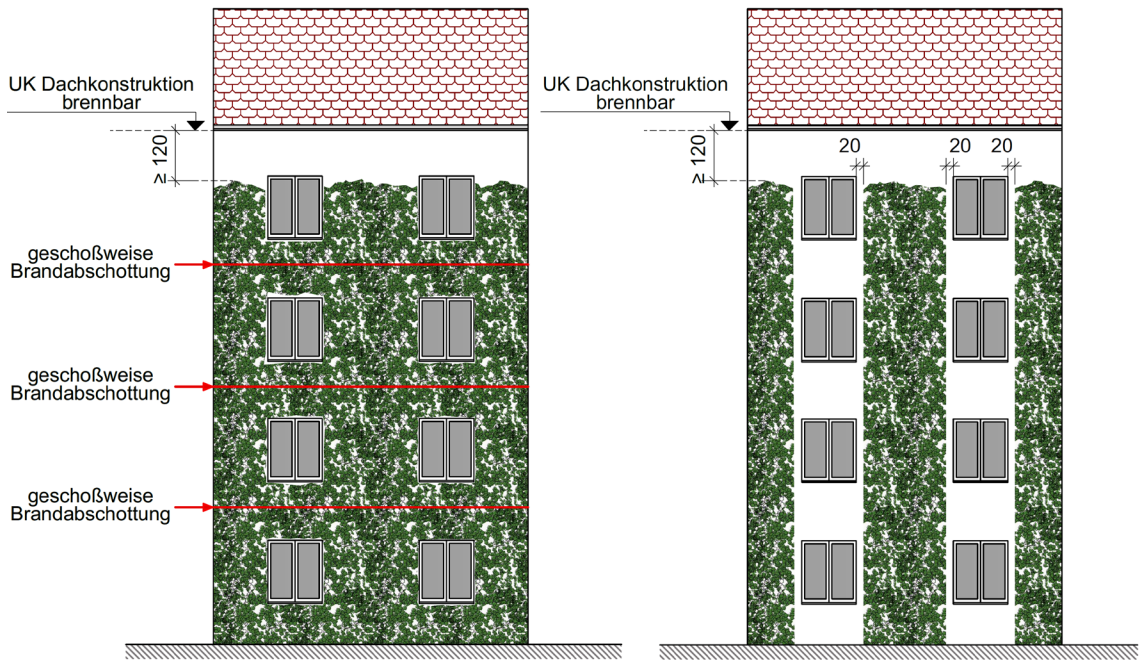 UK Dachkonstruktion
brennbar
≥ 120
geschoßweise
Brandabschottung
geschoßweise
Brandabschottung
geschoßweise
Brandabschottung
UK Dachkonstruktion
brennbar
≥ 120
20
20
20